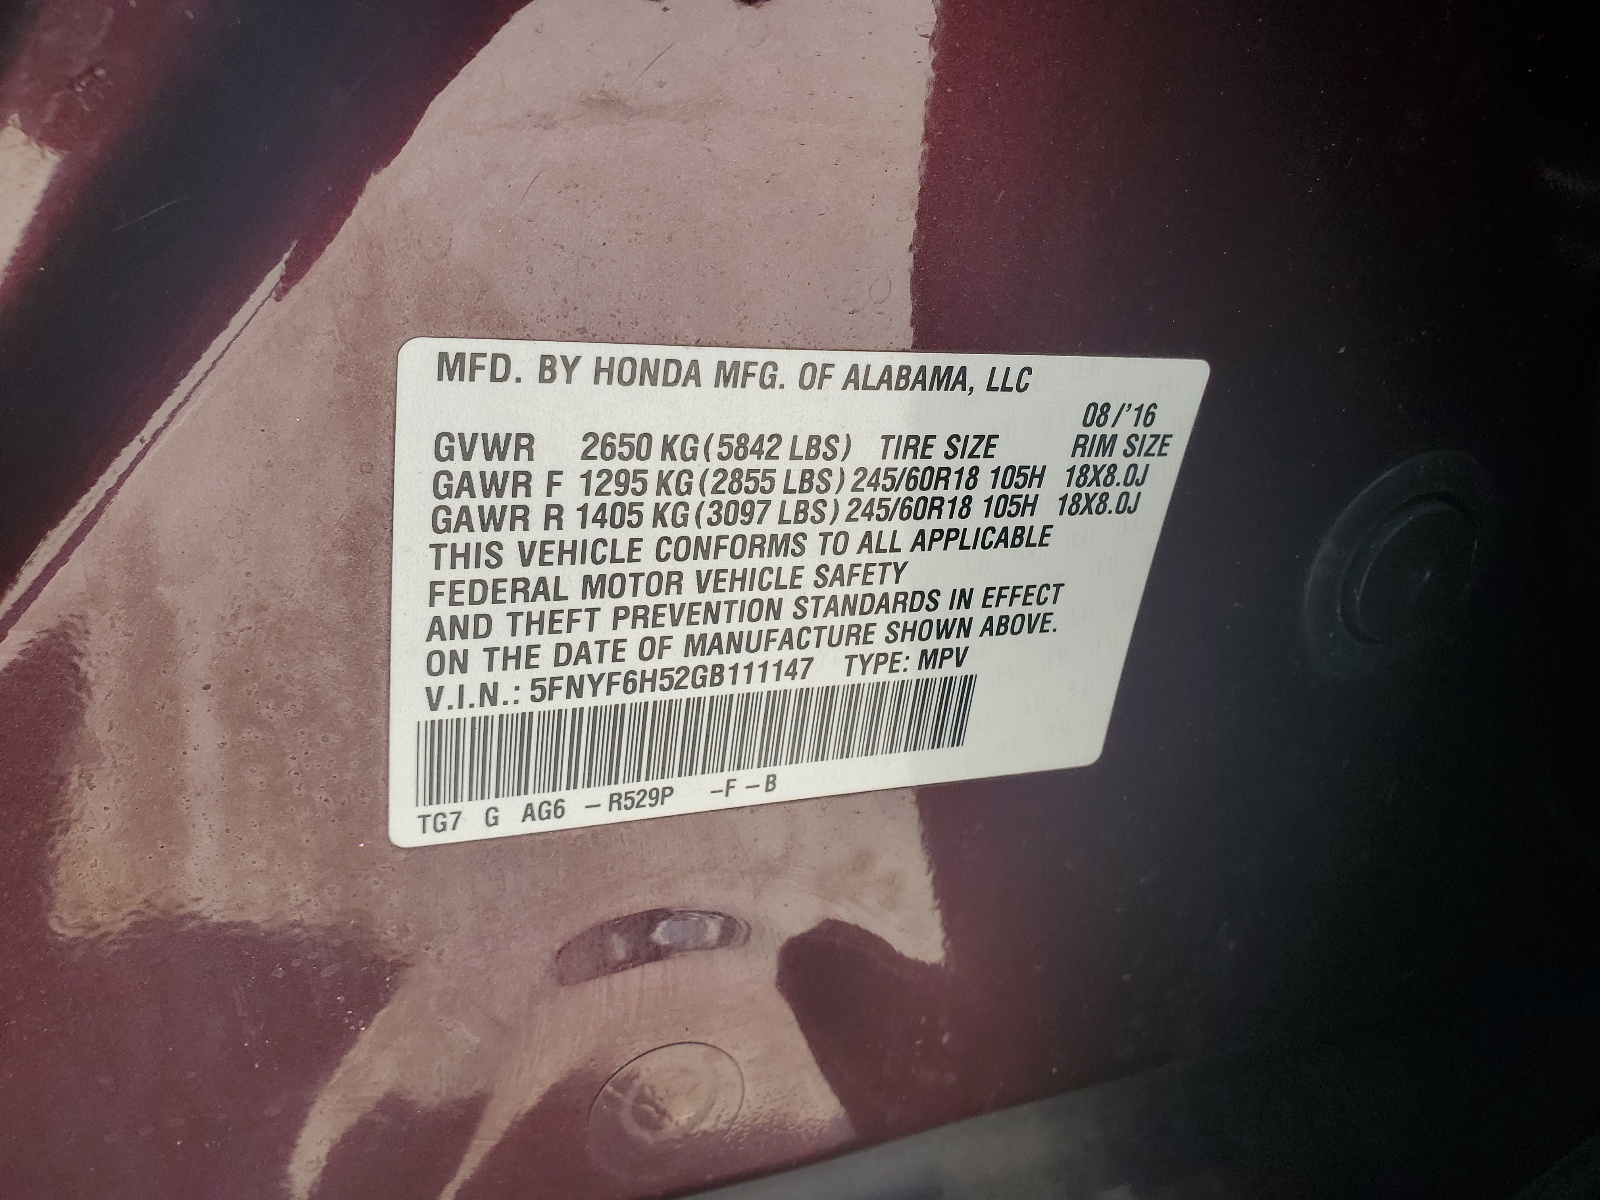 MFD. BY HONDA MFG. OF ALABAMA, LLC
08/'16
GVWR 2650 KG (5842 LBS) TIRE SIZE RIM SIZE
GAWR F 1295 KG (2855 LBS) 245/60R18 105H 18X8.0J
GAWR R 1405 KG (3097 LBS) 245/60R18 105H 18X8.0J
THIS VEHICLE CONFORMS TO ALL APPLICABLE
FEDERAL MOTOR VEHICLE SAFETY
AND THEFT PREVENTION STANDARDS IN EFFECT
ON THE DATE OF MANUFACTURE SHOWN ABOVE.
V.I.N.: 5FNYF6H52GB111147 TYPE: MPV
TG7 G AG6 –R529P –F –B